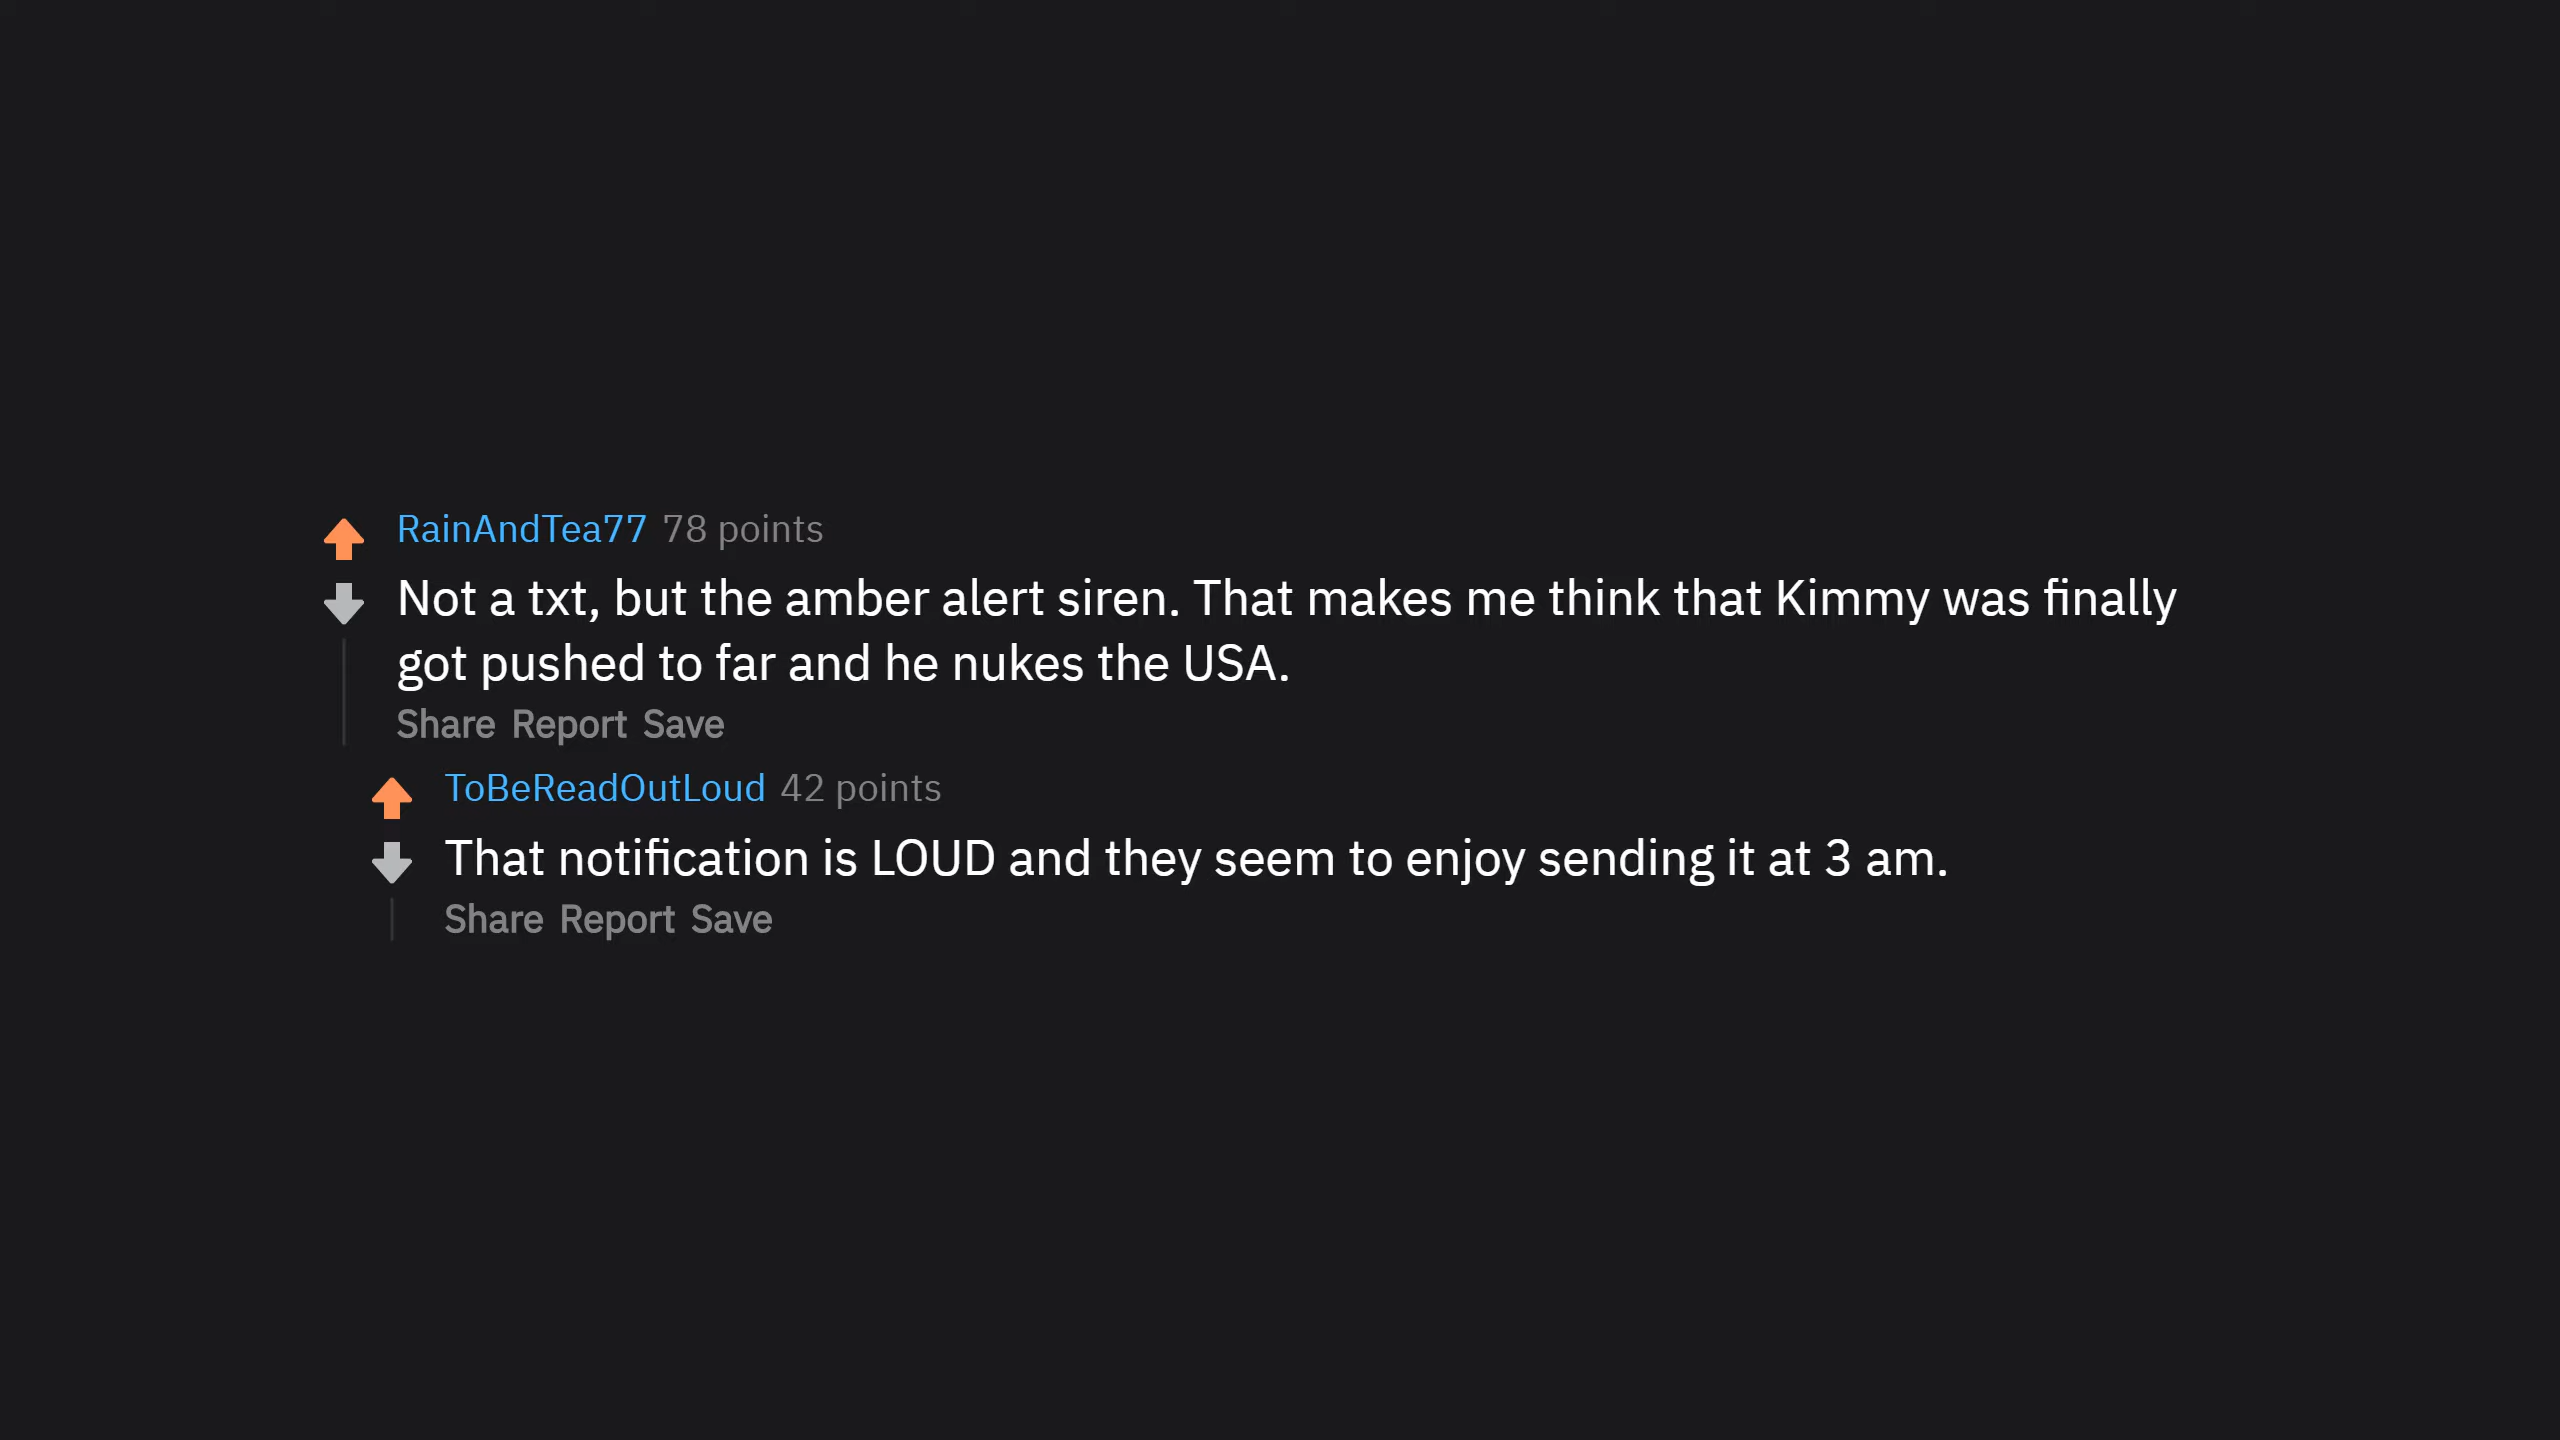 RainAndTea77 78 points
Not a txt, but the amber alert siren. That makes me think that Kimmy was finally
got pushed to far and he nukes the USA.
Share Report Save
ToBeReadOutLoud 42 points
That notification is LOUD and they seem to enjoy sending it at 3 am.
Share Report Save